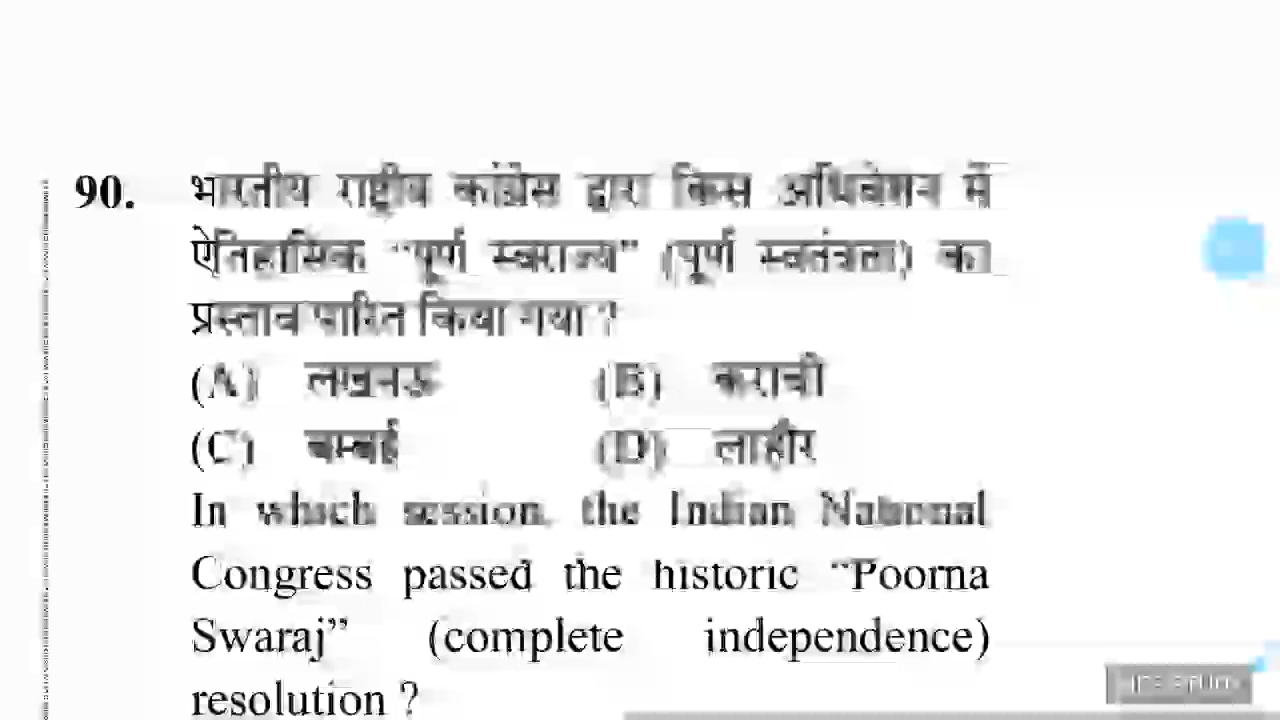 90. भारतीय राष्ट्रीय कांग्रेस द्वारा किस अधिवेशन में
ऐतिहासिक “पूर्ण स्वराज्य” (पूर्ण स्वतंत्रता) का
प्रस्ताव पारित किया गया ?
(A) लखनऊ (B) कराची
(C) बम्बई (D) लाहौर
In which session, the Indian National
Congress passed the historic “Poorna
Swaraj” (complete independence)
resolution ?